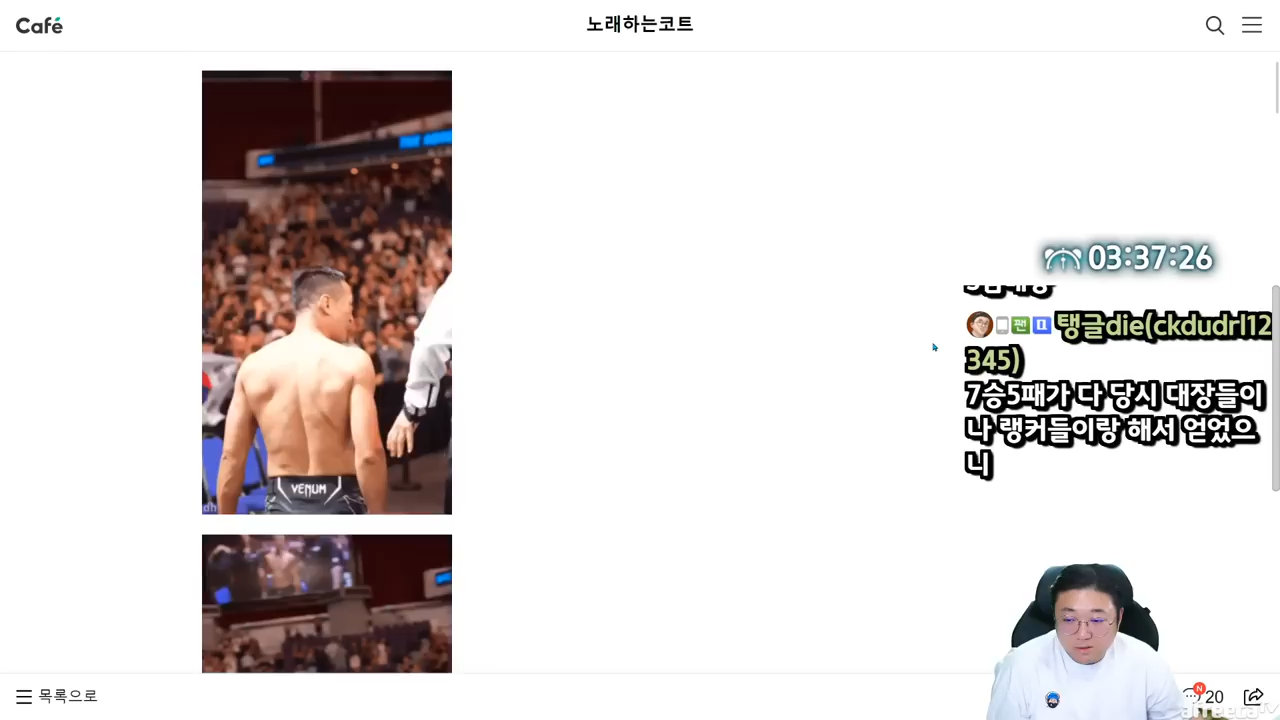 Café
노래하는코트
03:37:26
탱글die(ckdudrl12
345)
7승5패가 다 당시 대장들이
나 랭커들이랑 해서 얻었으
니
VENUM
dh
목록으로
N
20
afreecaTV